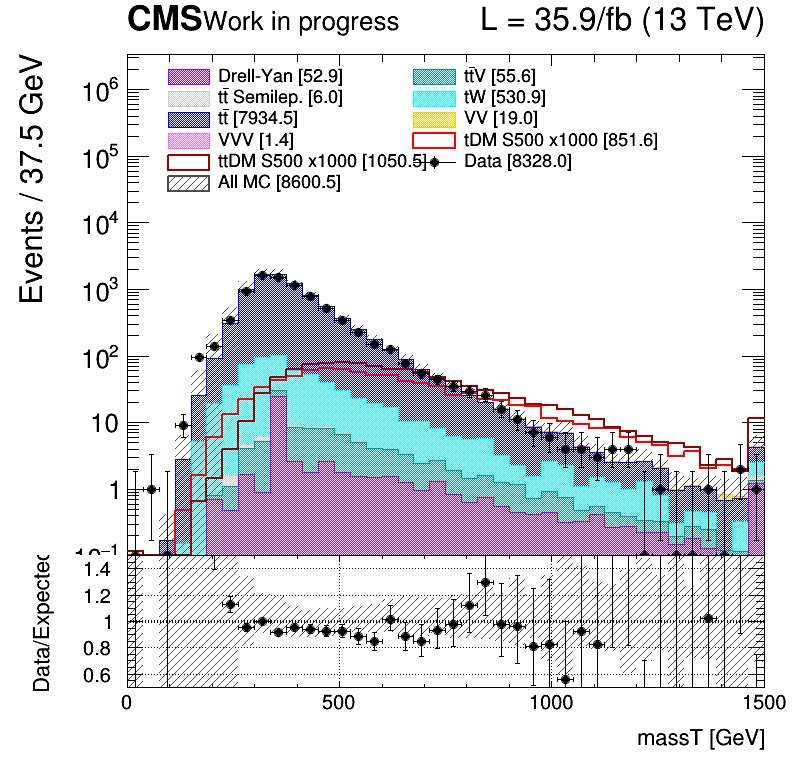 CMS Work in progress L = 35.9/fb (13 TeV)
Events / 37.5 GeV
Drell-Yan [52.9] tt̄V [55.6]
tt̄ Semilep. [6.0] tW [530.9]
tt̄ [7934.5] VV [19.0]
VVV [1.4] tDM S500 x1000 [851.6]
ttDM S500 x1000 [1050.5] Data [8328.0]
All MC [8600.5]
10⁶
10⁵
10⁴
10³
10²
10
1
10⁻¹
Data/Expected
1.4
1.2
1
0.8
0.6
0 500 1000 1500
massT [GeV]